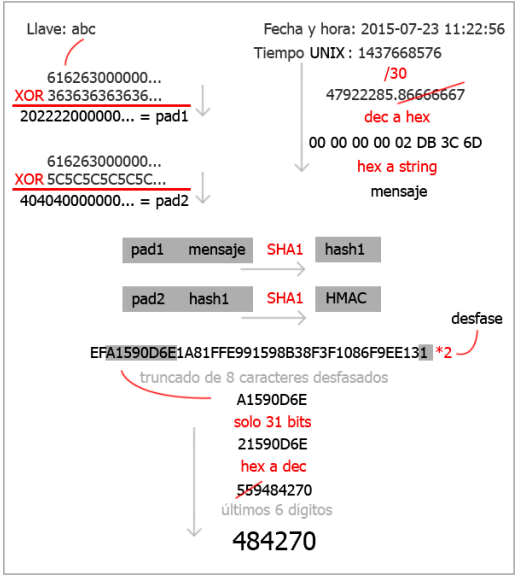 Llave: abc
616263000000...
XOR 363636363636...
202222000000... = pad1
616263000000...
XOR 5C5C5C5C5C5C...
404040000000... = pad2
Fecha y hora: 2015-07-23 11:22:56
Tiempo UNIX: 1437668576
/30
47922285.86666667
dec a hex
00 00 00 00 02 DB 3C 6D
hex a string
mensaje
pad1 mensaje SHA1 hash1
pad2 hash1 SHA1 HMAC
desfase
EFA1590D6E1A81FFE991598B38F3F1086F9EE131 *2
truncado de 8 caracteres desfasados
A1590D6E
solo 31 bits
21590D6E
hex a dec
559484270
últimos 6 digitos
484270